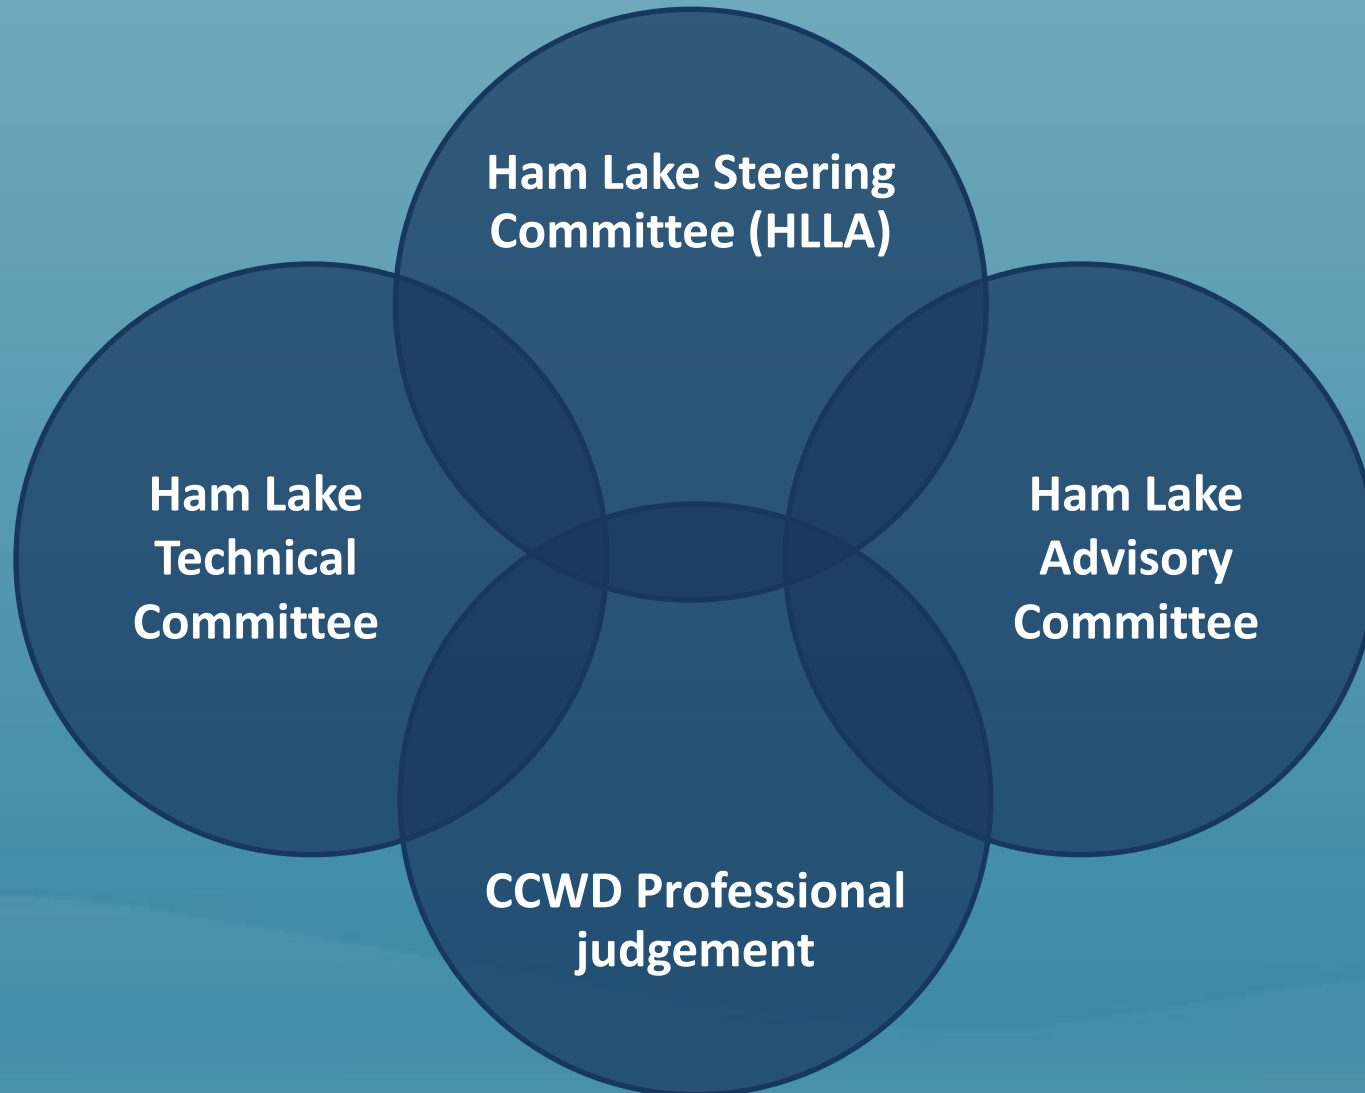 Ham Lake Steering
Committee (HLLA)
Ham Lake
Technical
Committee
Ham Lake
Advisory
Committee
CCWD Professional
judgement